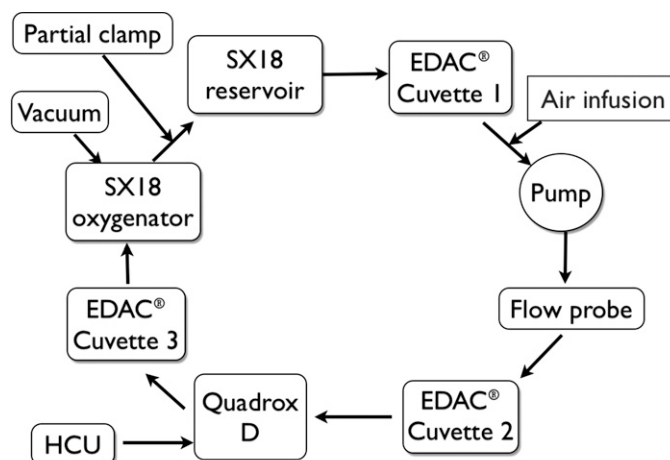 Partial clamp
SX18
reservoir
EDAC®
Cuvette 1
Air infusion
Vacuum
SX18
oxygenator
Pump
EDAC®
Cuvette 3
Flow probe
Quadrox
D
EDAC®
Cuvette 2
HCU